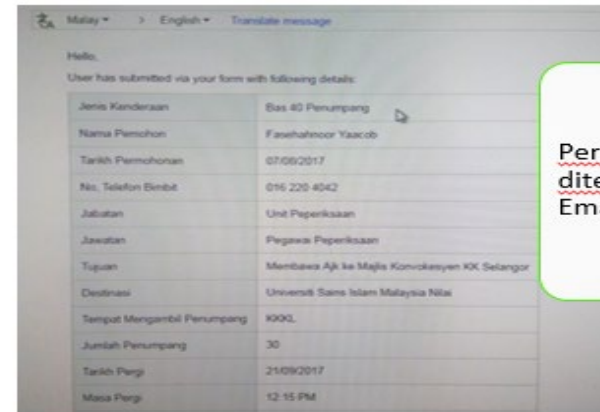 Malay > English Translate message
Hello,
User has submitted via your form with following details:
Jenis Kenderaan Bas 40 Penumpang
Nama Pemohon Fasehahnoor Yaacob
Tarikh Permohonan 07/08/2017
No. Telefon Bimbit 016 220 4042
Jabatan Unit Peperiksaan
Jawatan Pegawai Peperiksaan
Tujuan Membawa Ajk ke Majlis Konvokesyen KK Selangor
Destinasi Universiti Sains Islam Malaysia Nilai
Tempat Mengambil Penumpang KKKL
Jumlah Penumpang 30
Tarikh Pergi 21/09/2017
Masa Pergi 12:15 PM
Per
dite
Ema